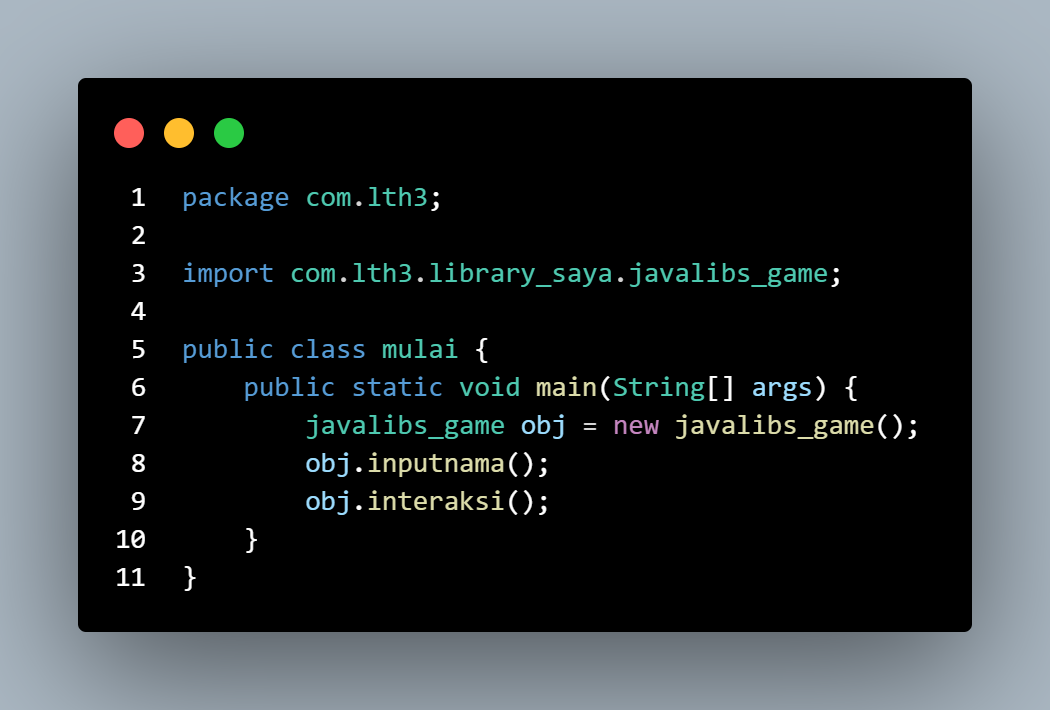 1 package com.lth3;
2
3 import com.lth3.library_saya.javalibs_game;
4
5 public class mulai {
6     public static void main(String[] args) {
7         javalibs_game obj = new javalibs_game();
8         obj.inputnama();
9         obj.interaksi();
10     }
11 }